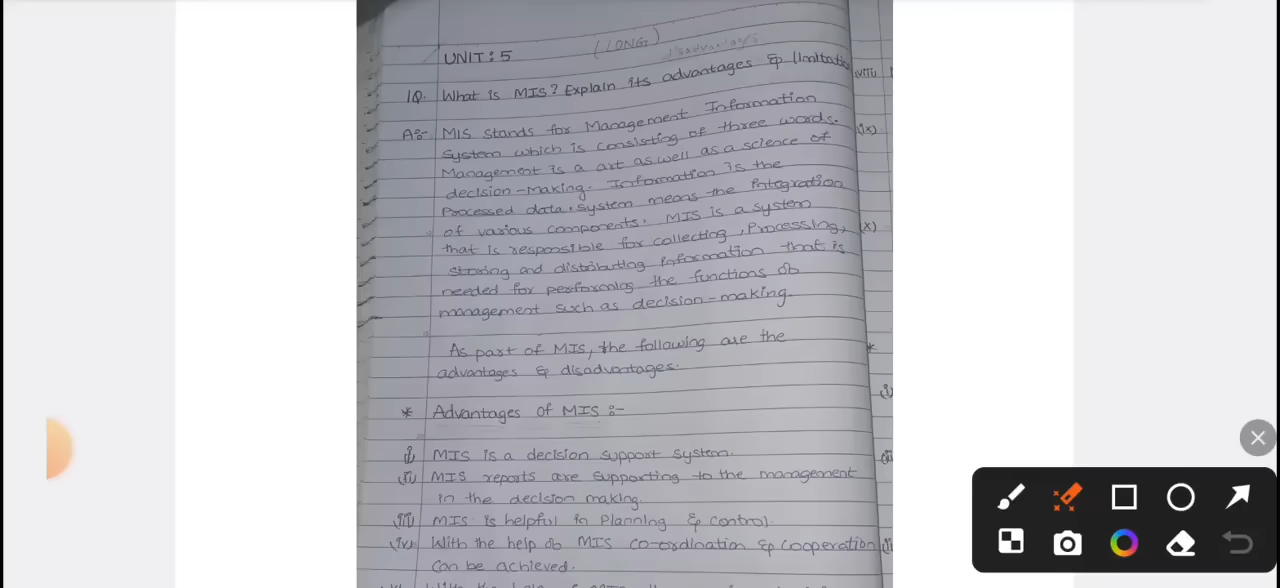 UNIT: 5 (LONG)
disadvantages
1Q. What is MIS? Explain its advantages & limitatio
A:- MIS stands for Management Information
System which is consisting of three words.
Management is a art as well as a science of
decision-making. Information is the
Processed data, system means the integration
of various components. MIS is a system
that is responsible for collecting, Processing,
storing and distributing information that is
needed for performing the functions of
management such as decision-making.
As part of MIS, the following are the
advantages & disadvantages.
* Advantages of MIS :-
i) MIS is a decision support system.
(ii) MIS reports are supporting to the management
in the decision making.
(iii) MIS is helpful in Planning & control.
(iv) With the help of MIS co-ordination & cooperation
can be achieved.
viii
(ix)
(x)
*
(i)